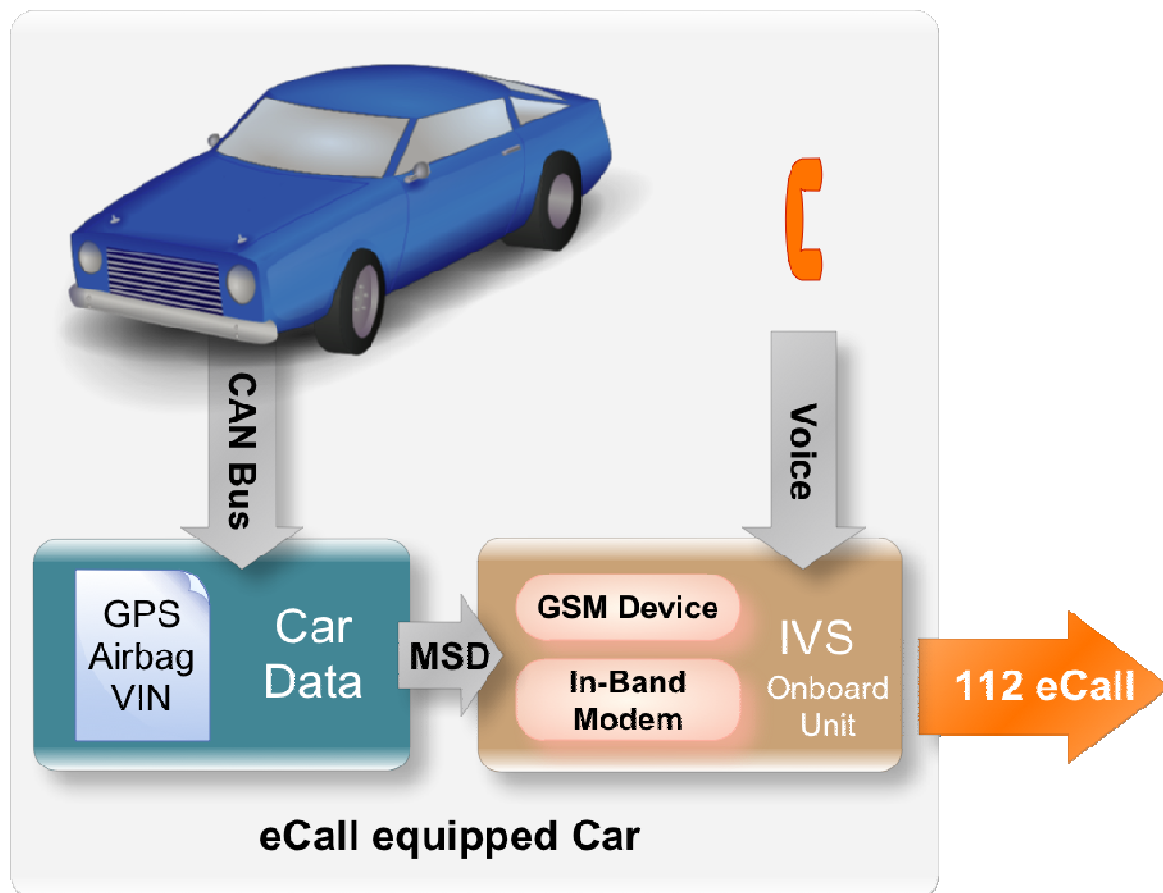 CAN Bus
Voice
GPS
Airbag
VIN
Car
Data
MSD
GSM Device
In-Band
Modem
IVS
Onboard
Unit
112 eCall
eCall equipped Car